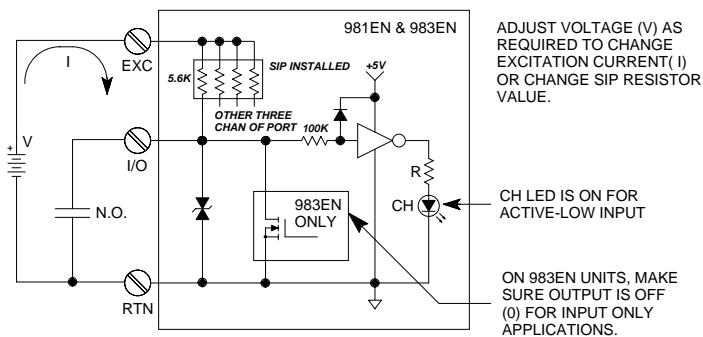 981EN & 983EN
ADJUST VOLTAGE (V) AS
REQUIRED TO CHANGE
EXCITATION CURRENT( I)
OR CHANGE SIP RESISTOR
VALUE.
I
EXC
5.6K
SIP INSTALLED
+5V
OTHER THREE
CHAN OF PORT
100K
+
V
I/O
R
N.O.
983EN
ONLY
CH
CH LED IS ON FOR
ACTIVE-LOW INPUT
RTN
ON 983EN UNITS, MAKE
SURE OUTPUT IS OFF
(0) FOR INPUT ONLY
APPLICATIONS.